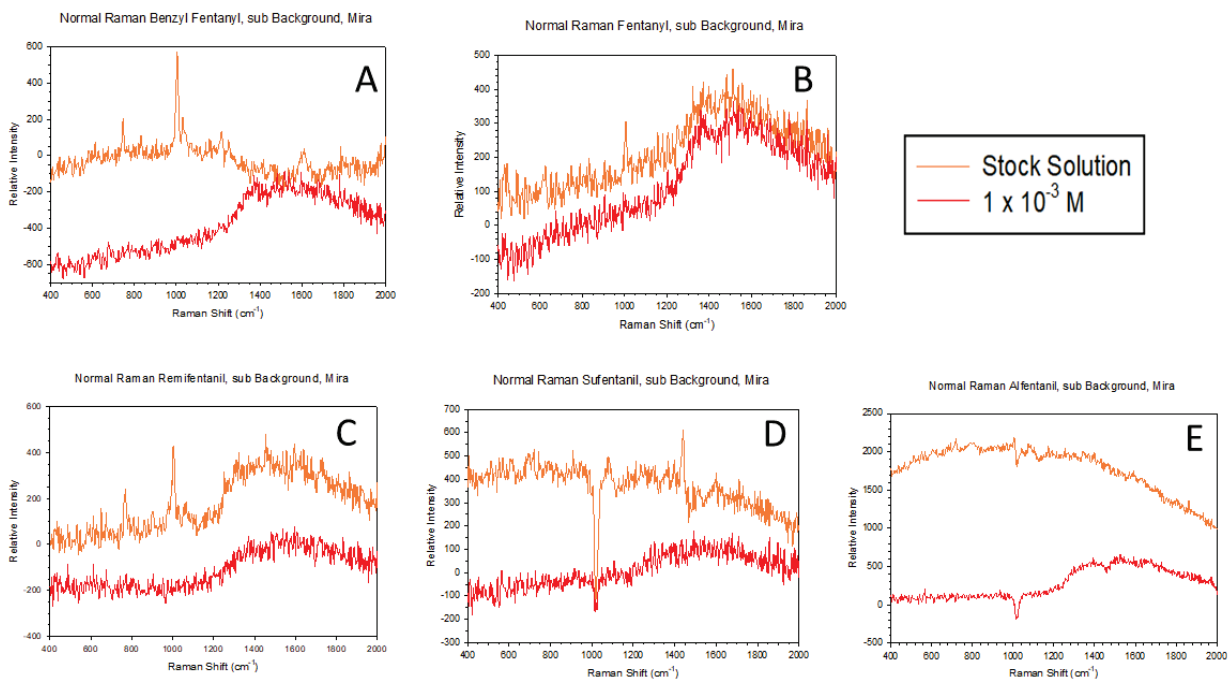 Normal Raman Benzyl Fentanyl, sub Background, Mira
A
600
400
200
0
-200
-400
-600
Relative Intensity
400 600 800 1000 1200 1400 1600 1800 2000
Raman Shift (cm⁻¹)
Normal Raman Fentanyl, sub Background, Mira
B
500
400
300
200
100
0
-100
-200
Relative Intensity
400 600 800 1000 1200 1400 1600 1800 2000
Raman Shift (cm⁻¹)
Stock Solution
1 x 10⁻³ M
Normal Raman Remifentanil, sub Background, Mira
C
600
400
200
0
-200
-400
Relative Intensity
400 600 800 1000 1200 1400 1600 1800 2000
Raman Shift (cm⁻¹)
Normal Raman Sufentanil, sub Background, Mira
D
700
600
500
400
300
200
100
0
-100
-200
-300
Relative Intensity
400 600 800 1000 1200 1400 1600 1800 2000
Raman Shift (cm⁻¹)
Normal Raman Alfentanil, sub Background, Mira
E
2500
2000
1500
1000
500
0
-500
Relative Intensity
400 600 800 1000 1200 1400 1600 1800 2000
Raman Shift (cm⁻¹)